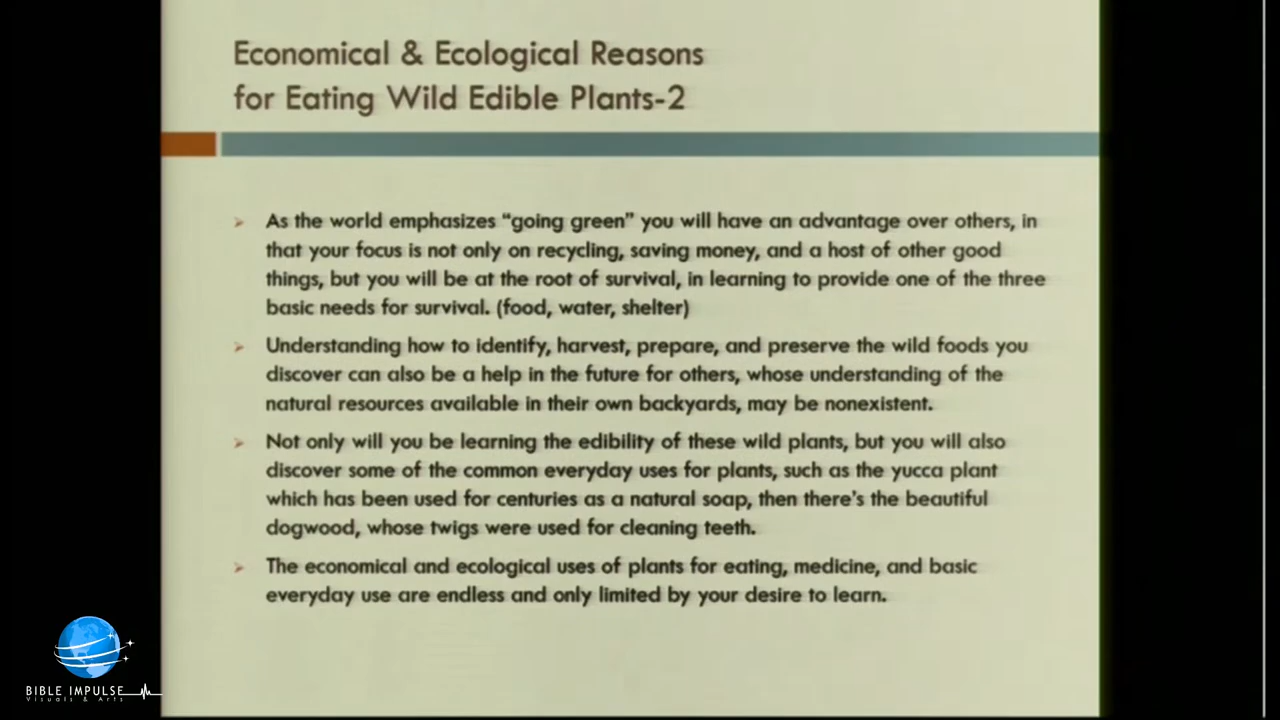 Economical & Ecological Reasons
for Eating Wild Edible Plants-2
As the world emphasizes “going green” you will have an advantage over others, in
that your focus is not only on recycling, saving money, and a host of other good
things, but you will be at the root of survival, in learning to provide one of the three
basic needs for survival. (food, water, shelter)
Understanding how to identify, harvest, prepare, and preserve the wild foods you
discover can also be a help in the future for others, whose understanding of the
natural resources available in their own backyards, may be nonexistent.
Not only will you be learning the edibility of these wild plants, but you will also
discover some of the common everyday uses for plants, such as the yucca plant
which has been used for centuries as a natural soap, then there’s the beautiful
dogwood, whose twigs were used for cleaning teeth.
The economical and ecological uses of plants for eating, medicine, and basic
everyday use are endless and only limited by your desire to learn.
BIBLE IMPULSE
Visuals & Arts